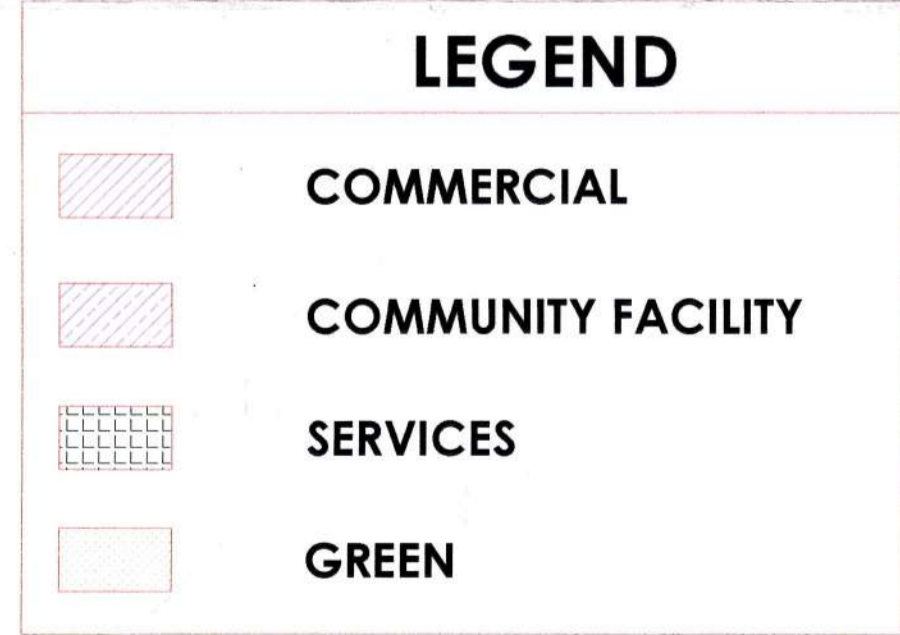 LEGEND
COMMERCIAL
COMMUNITY FACILITY
SERVICES
GREEN